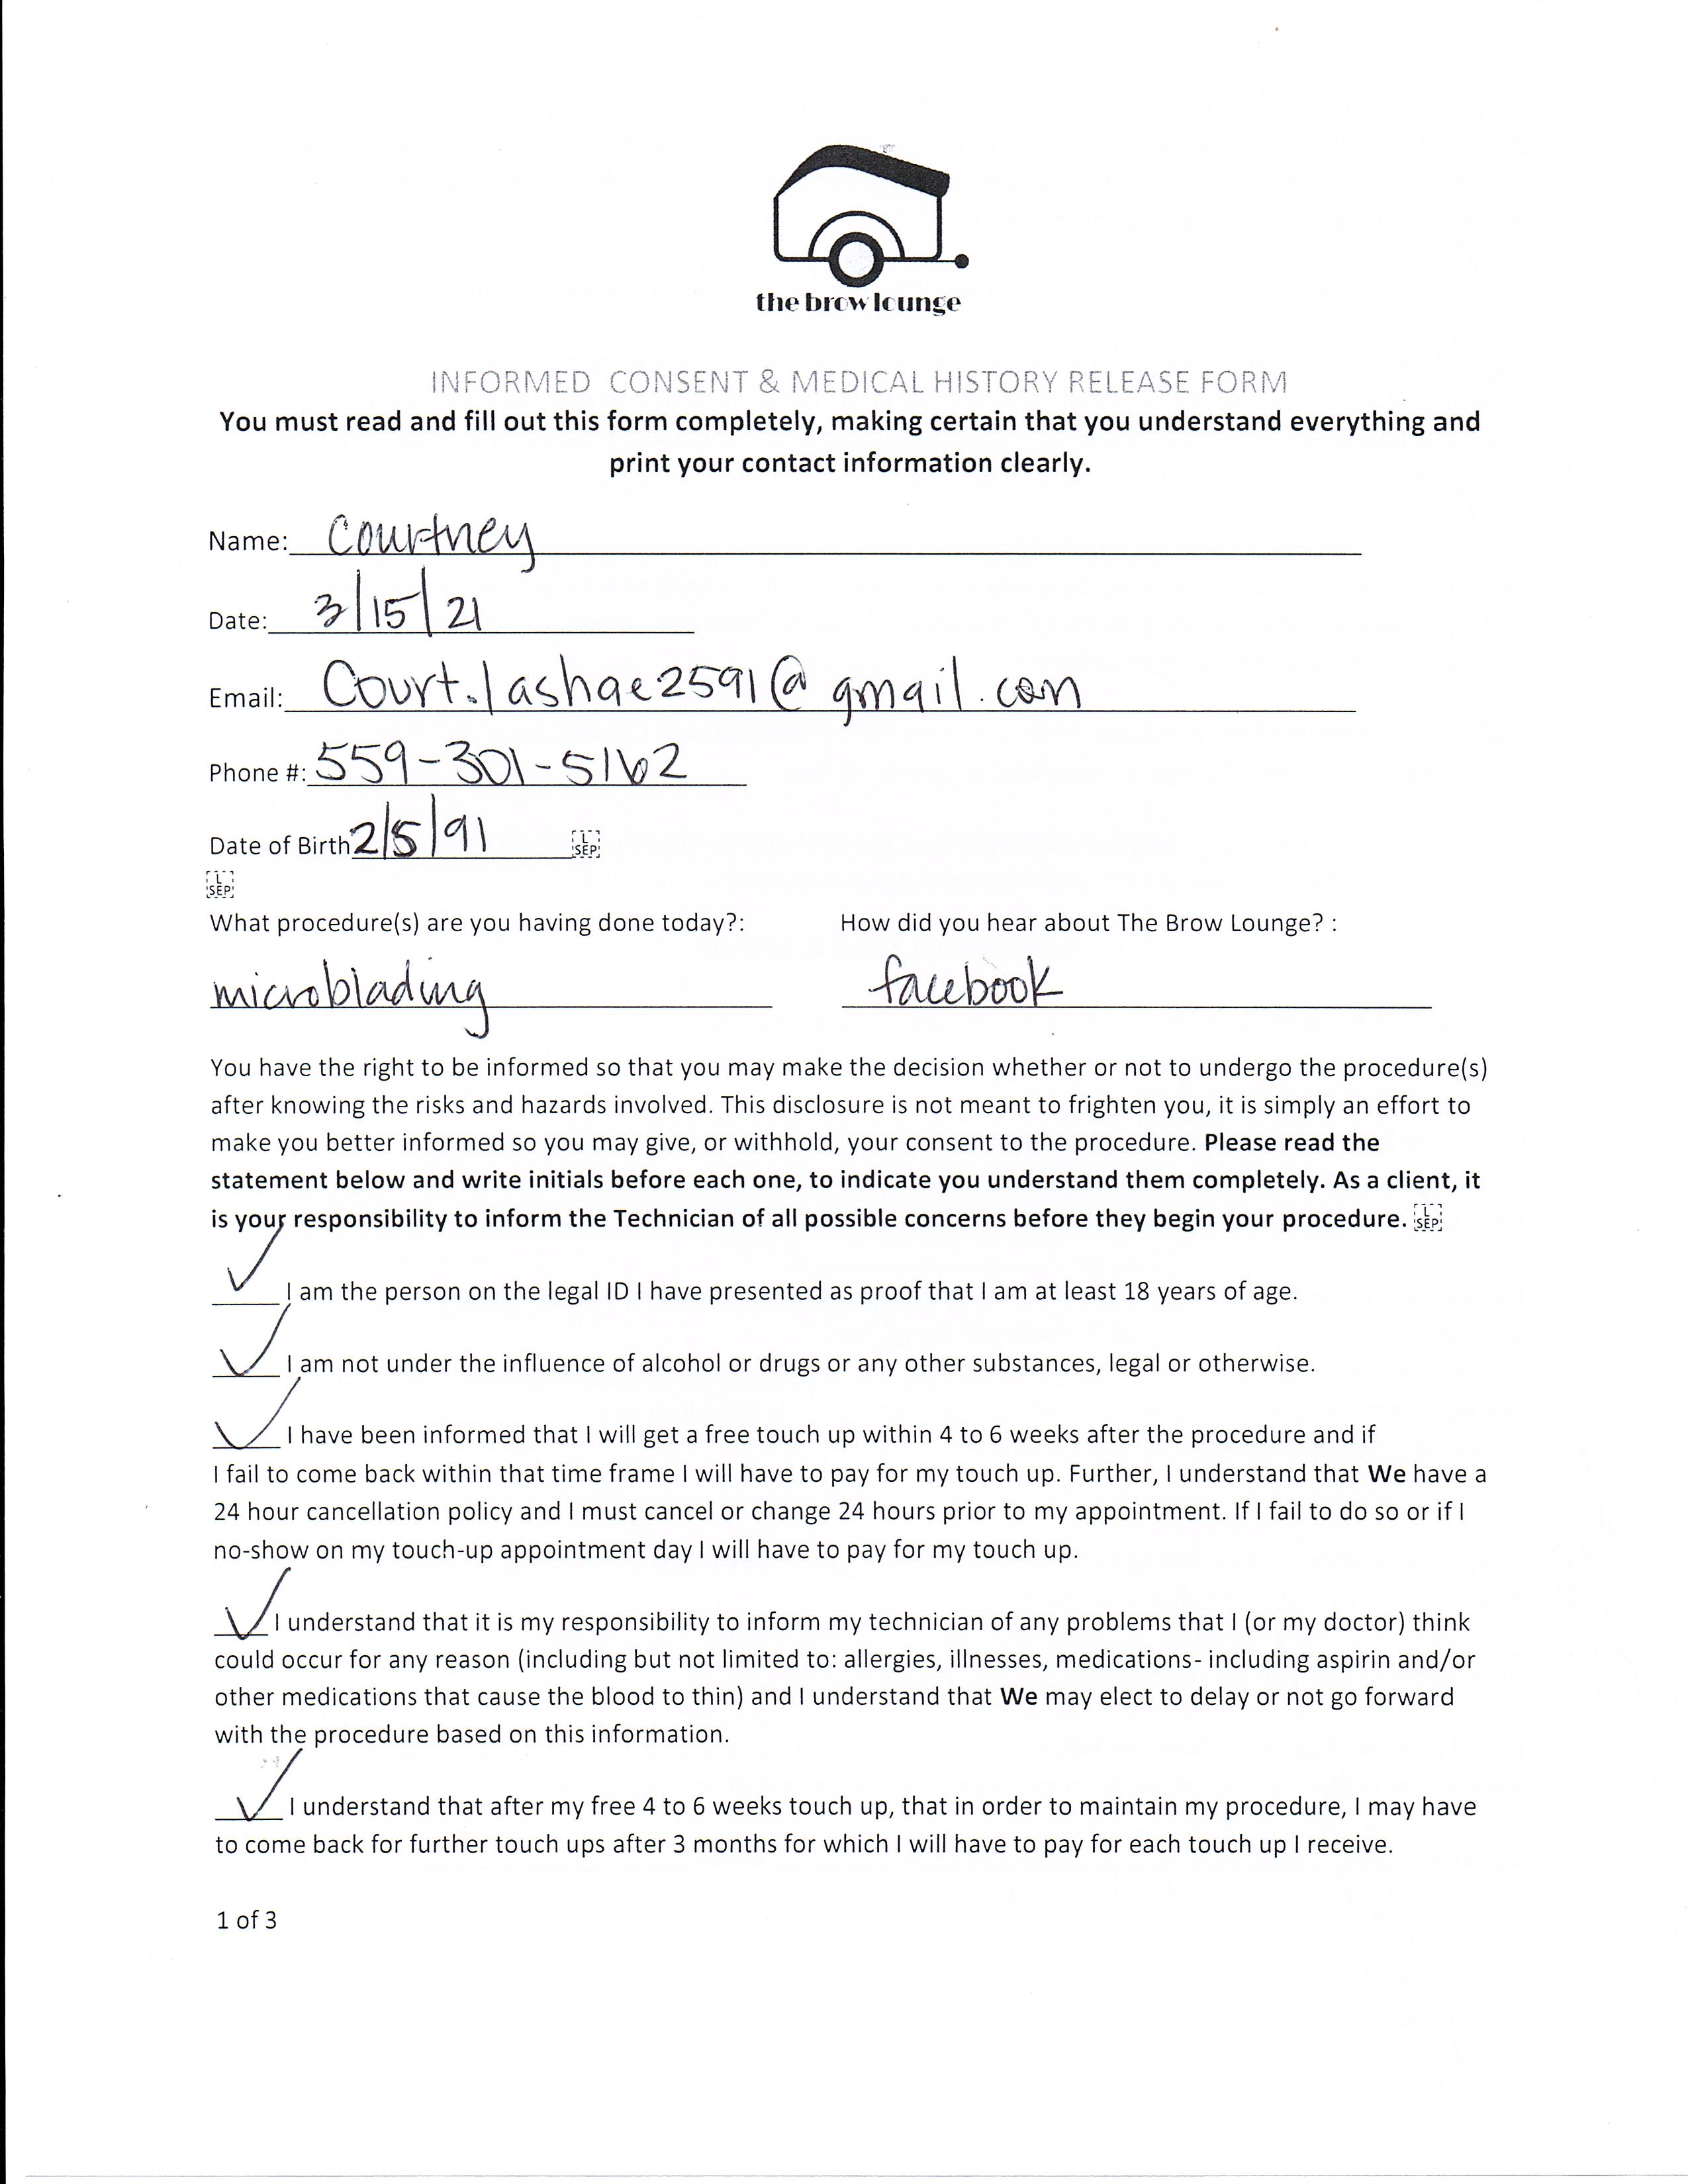 the brow lounge
INFORMED CONSENT & MEDICAL HISTORY RELEASE FORM
You must read and fill out this form completely, making certain that you understand everything and
print your contact information clearly.
Name: Courtney
Date: 3/15/21
Email: Court.lashae2591@gmail.com
Phone #: 559-301-5162
Date of Birth 2/5/91 L SEP
L SEP
What procedure(s) are you having done today?: How did you hear about The Brow Lounge? :
microblading facebook
You have the right to be informed so that you may make the decision whether or not to undergo the procedure(s)
after knowing the risks and hazards involved. This disclosure is not meant to frighten you, it is simply an effort to
make you better informed so you may give, or withhold, your consent to the procedure. Please read the
statement below and write initials before each one, to indicate you understand them completely. As a client, it
is your responsibility to inform the Technician of all possible concerns before they begin your procedure. L SEP
✓ I am the person on the legal ID I have presented as proof that I am at least 18 years of age.
✓ I am not under the influence of alcohol or drugs or any other substances, legal or otherwise.
✓ I have been informed that I will get a free touch up within 4 to 6 weeks after the procedure and if
I fail to come back within that time frame I will have to pay for my touch up. Further, I understand that We have a
24 hour cancellation policy and I must cancel or change 24 hours prior to my appointment. If I fail to do so or if I
no-show on my touch-up appointment day I will have to pay for my touch up.
✓ I understand that it is my responsibility to inform my technician of any problems that I (or my doctor) think
could occur for any reason (including but not limited to: allergies, illnesses, medications- including aspirin and/or
other medications that cause the blood to thin) and I understand that We may elect to delay or not go forward
with the procedure based on this information.
✓ I understand that after my free 4 to 6 weeks touch up, that in order to maintain my procedure, I may have
to come back for further touch ups after 3 months for which I will have to pay for each touch up I receive.
1 of 3